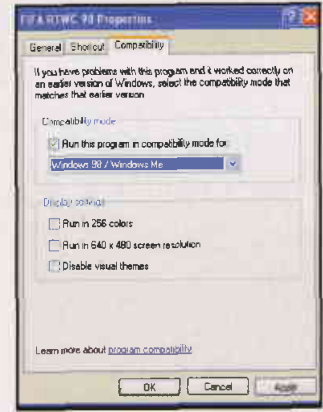 FIFA RTWC 98 Properties
General Shortcut Compatibility
If you have problems with this program and it worked correctly on
an earlier version of Windows, select the compatibility mode that
matches that earlier version.
Compatibility mode
Run this program in compatibility mode for:
Windows 98 / Windows Me
Display settings
Run in 256 colors
Run in 640 x 480 screen resolution
Disable visual themes
Learn more about program compatibility
OK Cancel Apply